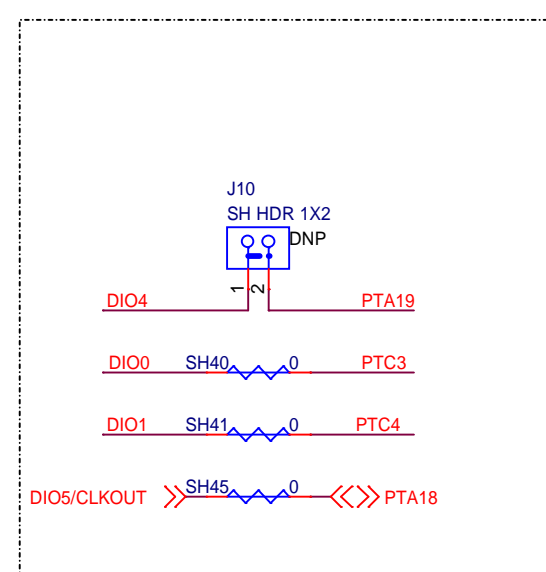 J10
SH HDR 1X2
DNP
1
2
DIO4
PTA19
DIO0
SH40
0
PTC3
DIO1
SH41
0
PTC4
DIO5/CLKOUT
SH45
0
PTA18